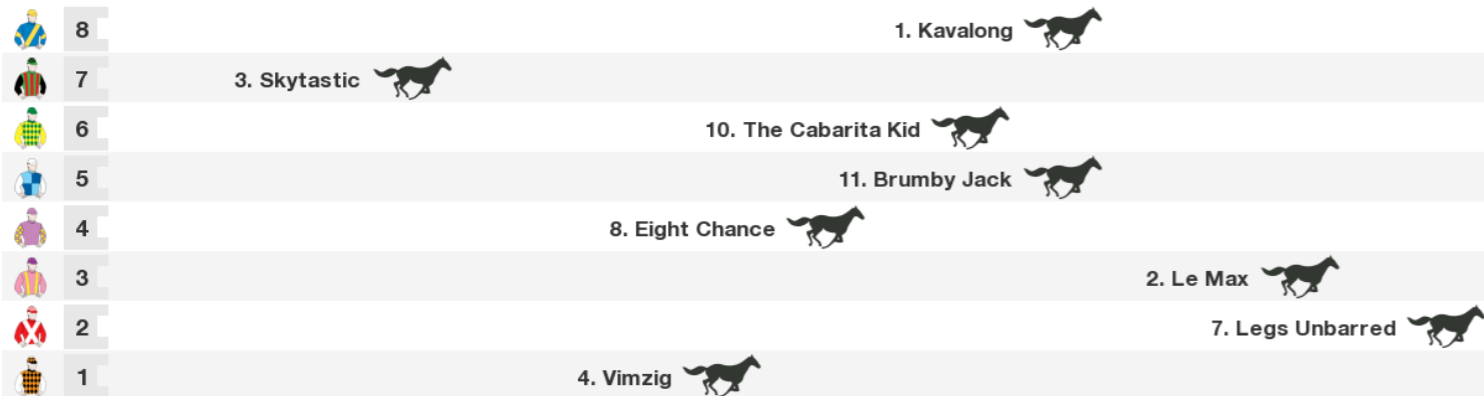 8 1. Kavalong
7 3. Skytastic
6 10. The Cabarita Kid
5 11. Brumby Jack
4 8. Eight Chance
3 2. Le Max
2 7. Legs Unbarred
1 4. Vimzig